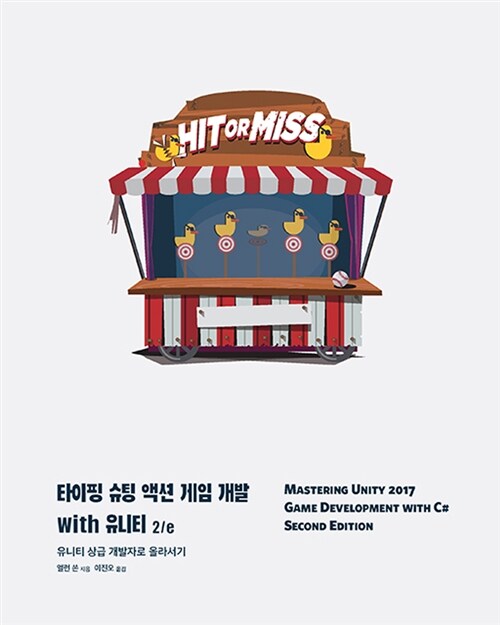 HIT OR MISS
타이핑 슈팅 액션 게임 개발
with 유니티 2/e
유니티 상급 개발자로 올라서기
앨런 쏜 지음 이진오 옮김
MASTERING UNITY 2017
GAME DEVELOPMENT WITH C#
SECOND EDITION